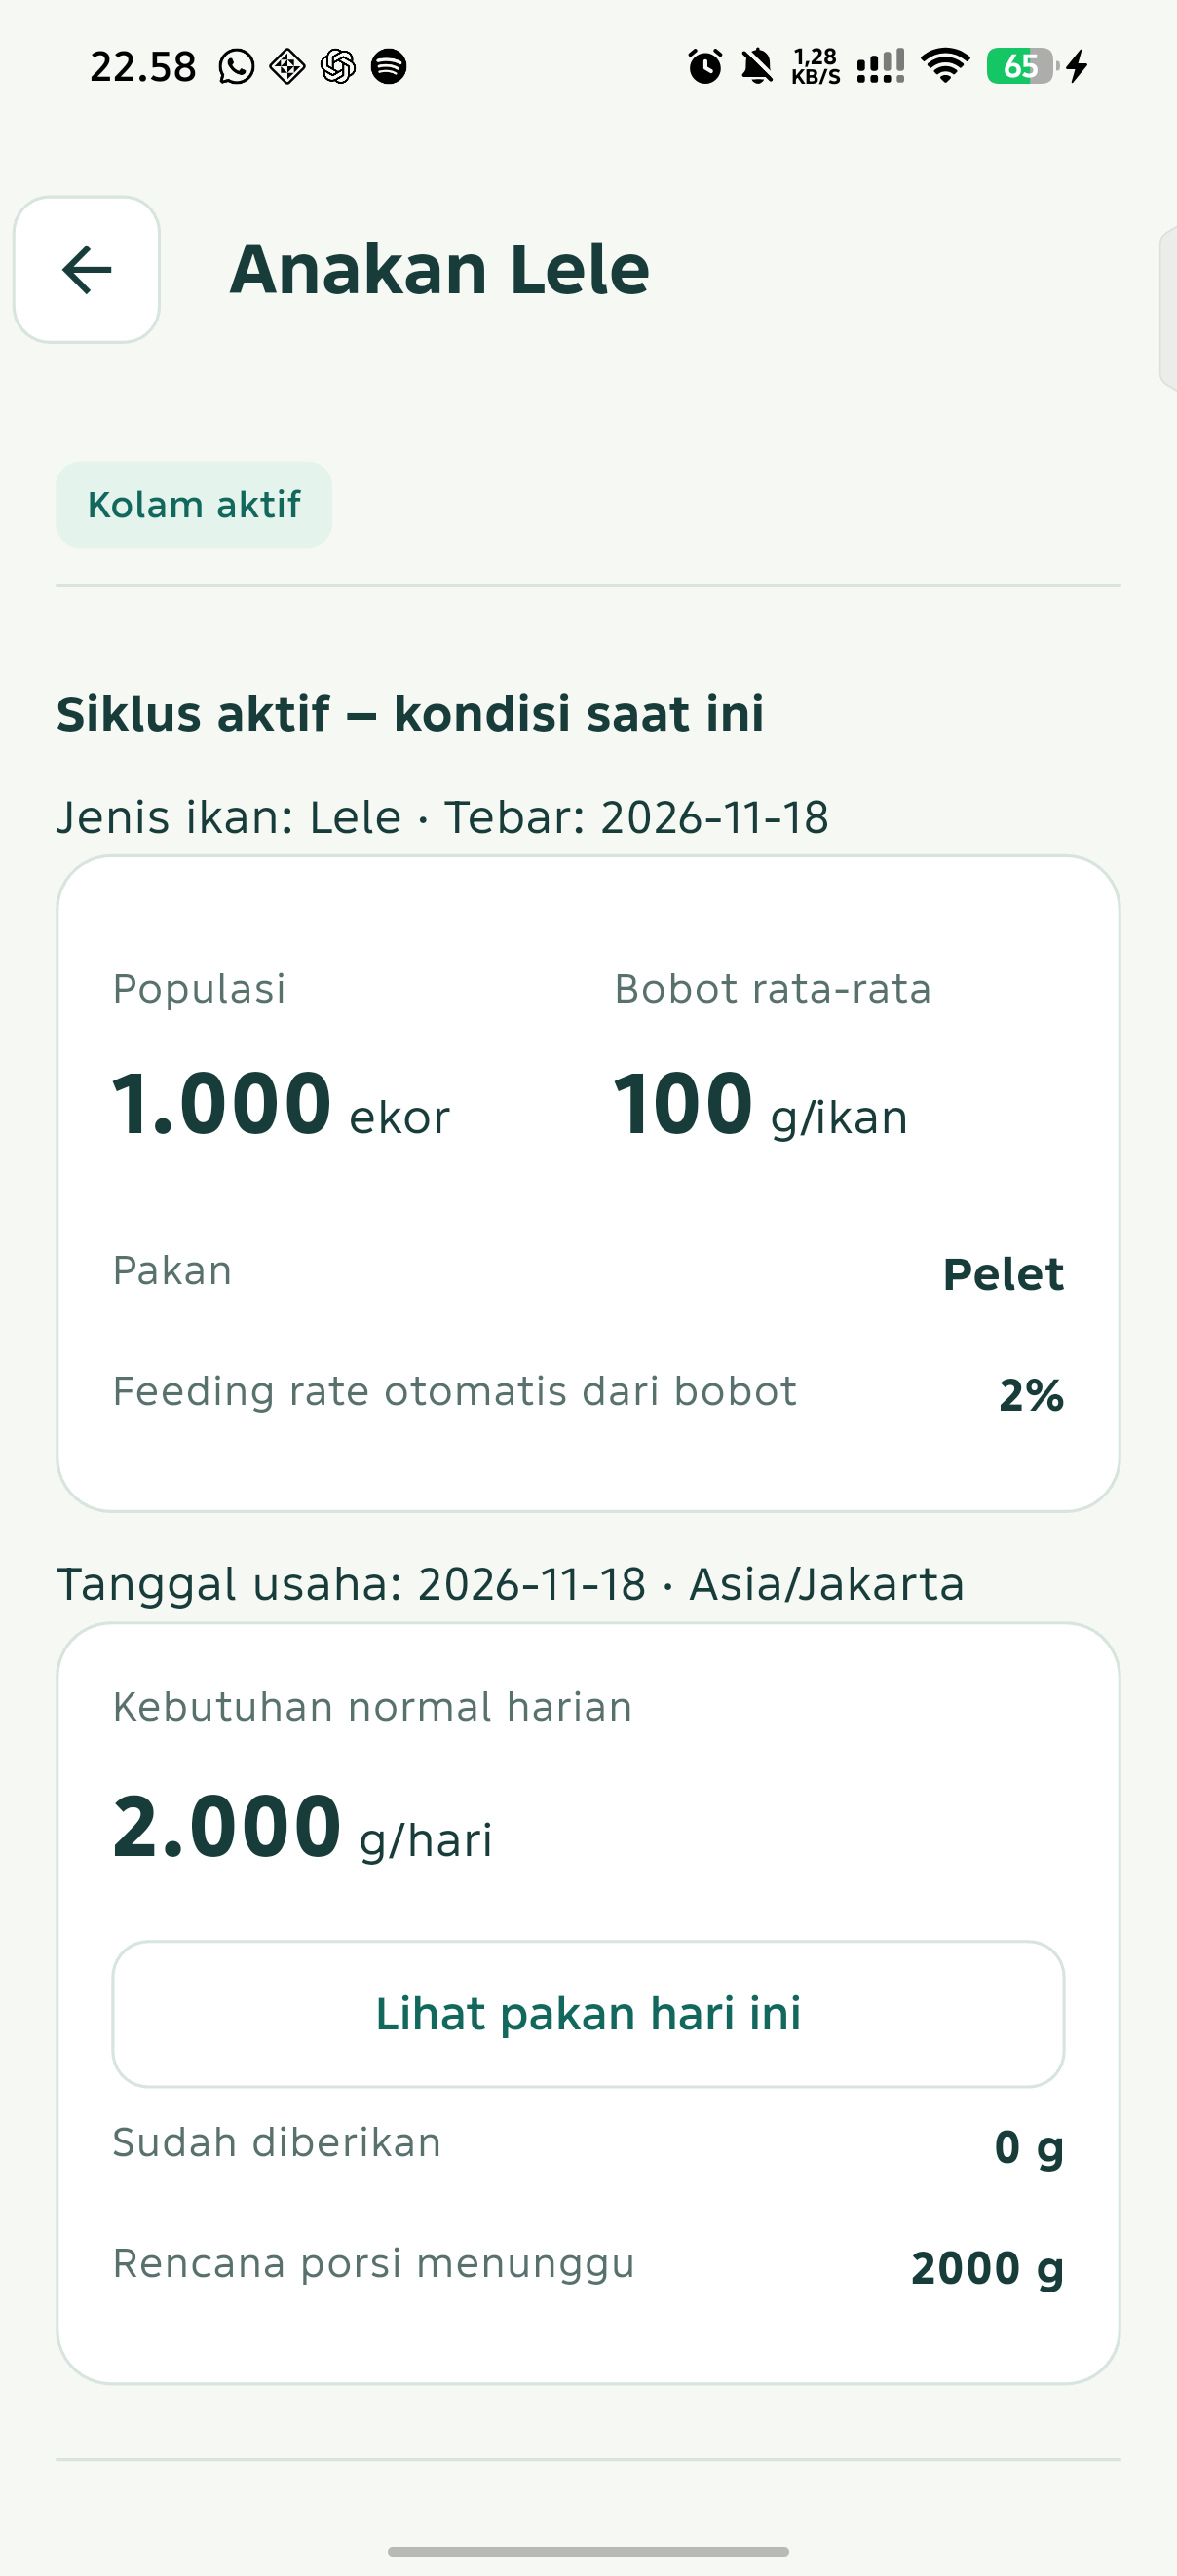 22.58
1,28
KB/S
65
Anakan Lele
Kolam aktif
Siklus aktif – kondisi saat ini
Jenis ikan: Lele · Tebar: 2026-11-18
Populasi
Bobot rata-rata
1.000 ekor
100 g/ikan
Pakan
Pelet
Feeding rate otomatis dari bobot
2%
Tanggal usaha: 2026-11-18 · Asia/Jakarta
Kebutuhan normal harian
2.000 g/hari
Lihat pakan hari ini
Sudah diberikan
0 g
Rencana porsi menunggu
2000 g